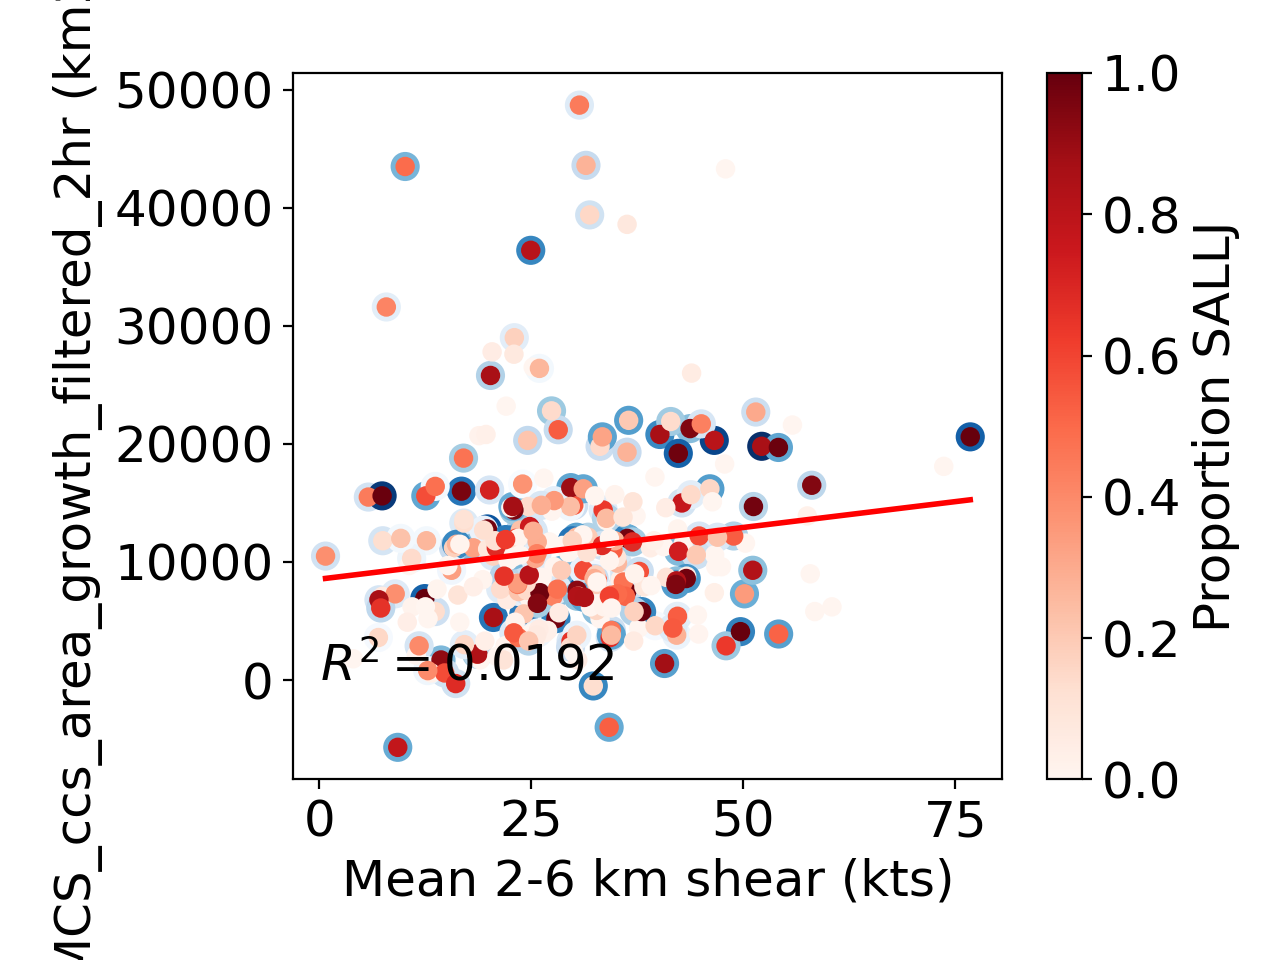 MCS_ccs_area_growth_filtered_2hr (km
50000
40000
30000
20000
10000
0
R² = 0.0192
0 25 50 75
Mean 2-6 km shear (kts)
1.0
0.8
0.6
0.4
0.2
0.0
Proportion SALLJ